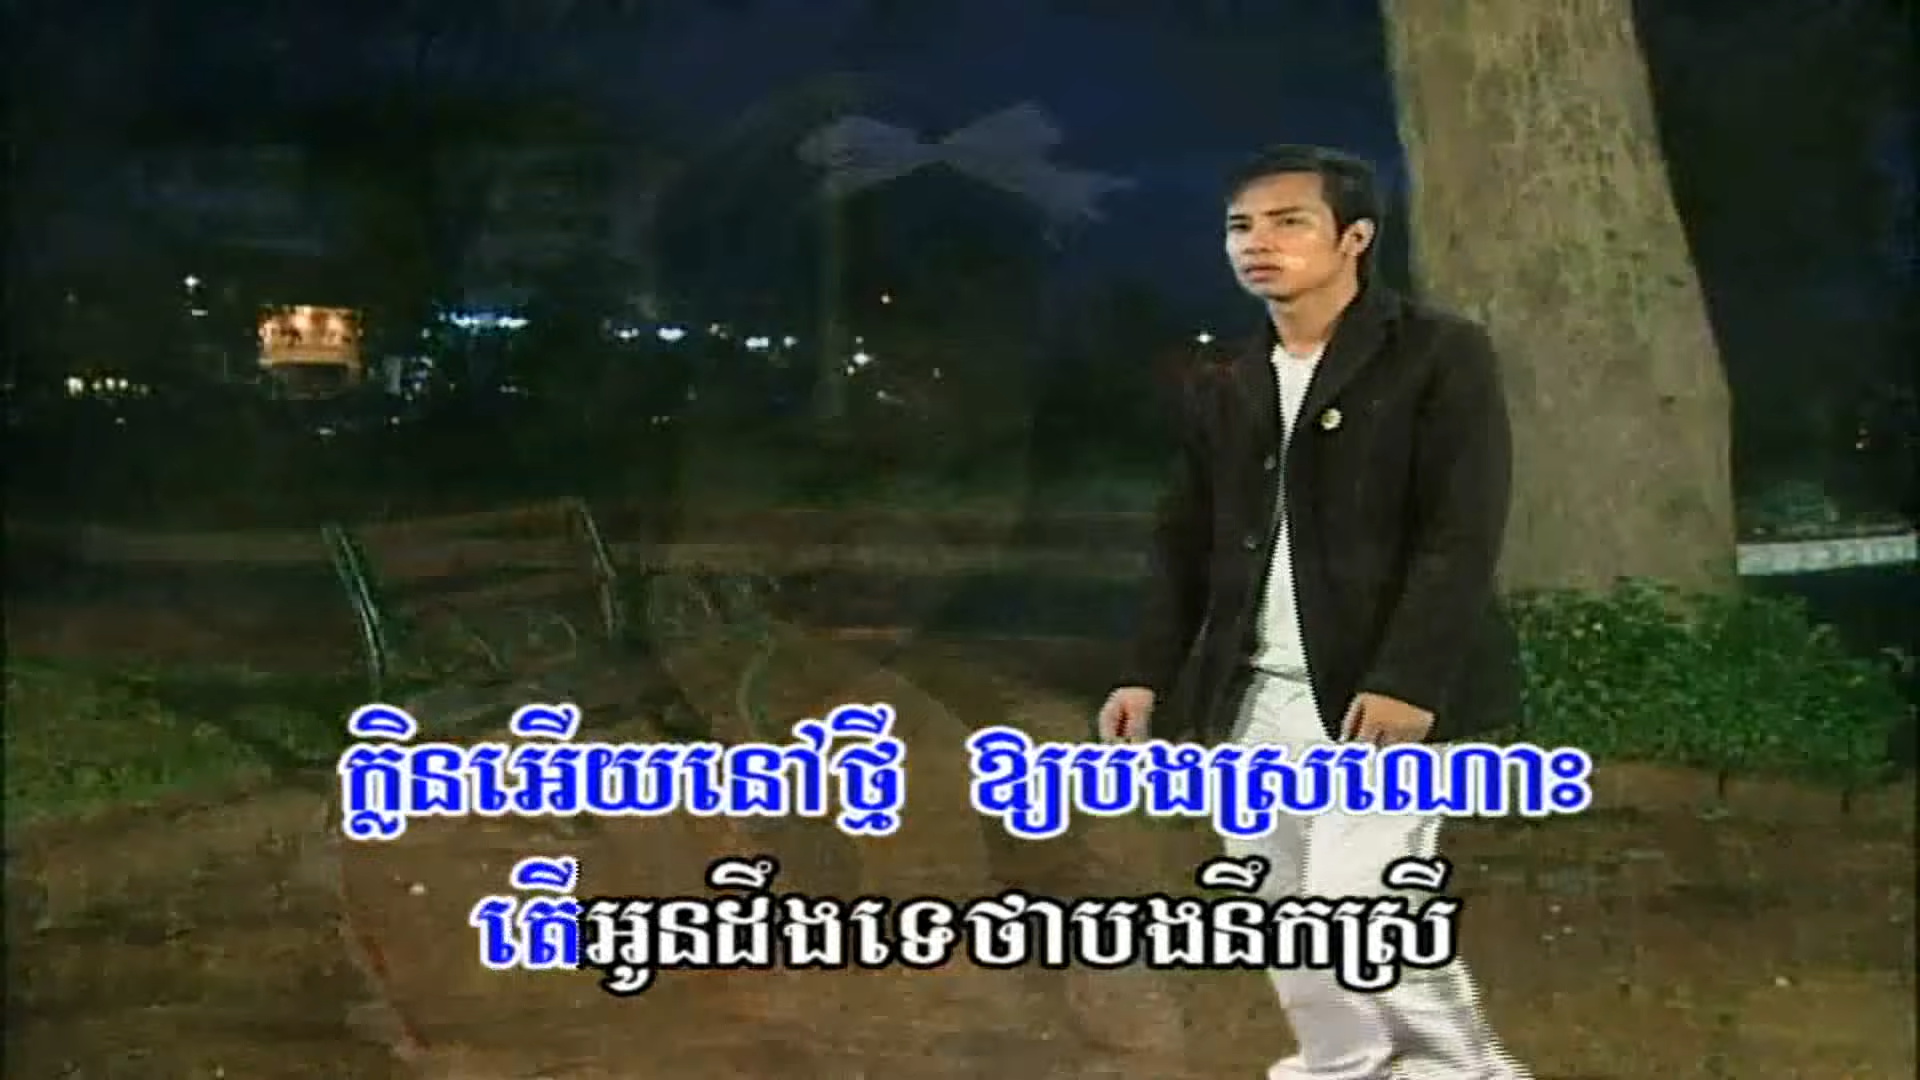 ក្លិនអើយនៅថ្មី ឱ្យបងស្រណោះ
តើអូនដឹងទេថាបងនឹកស្រី